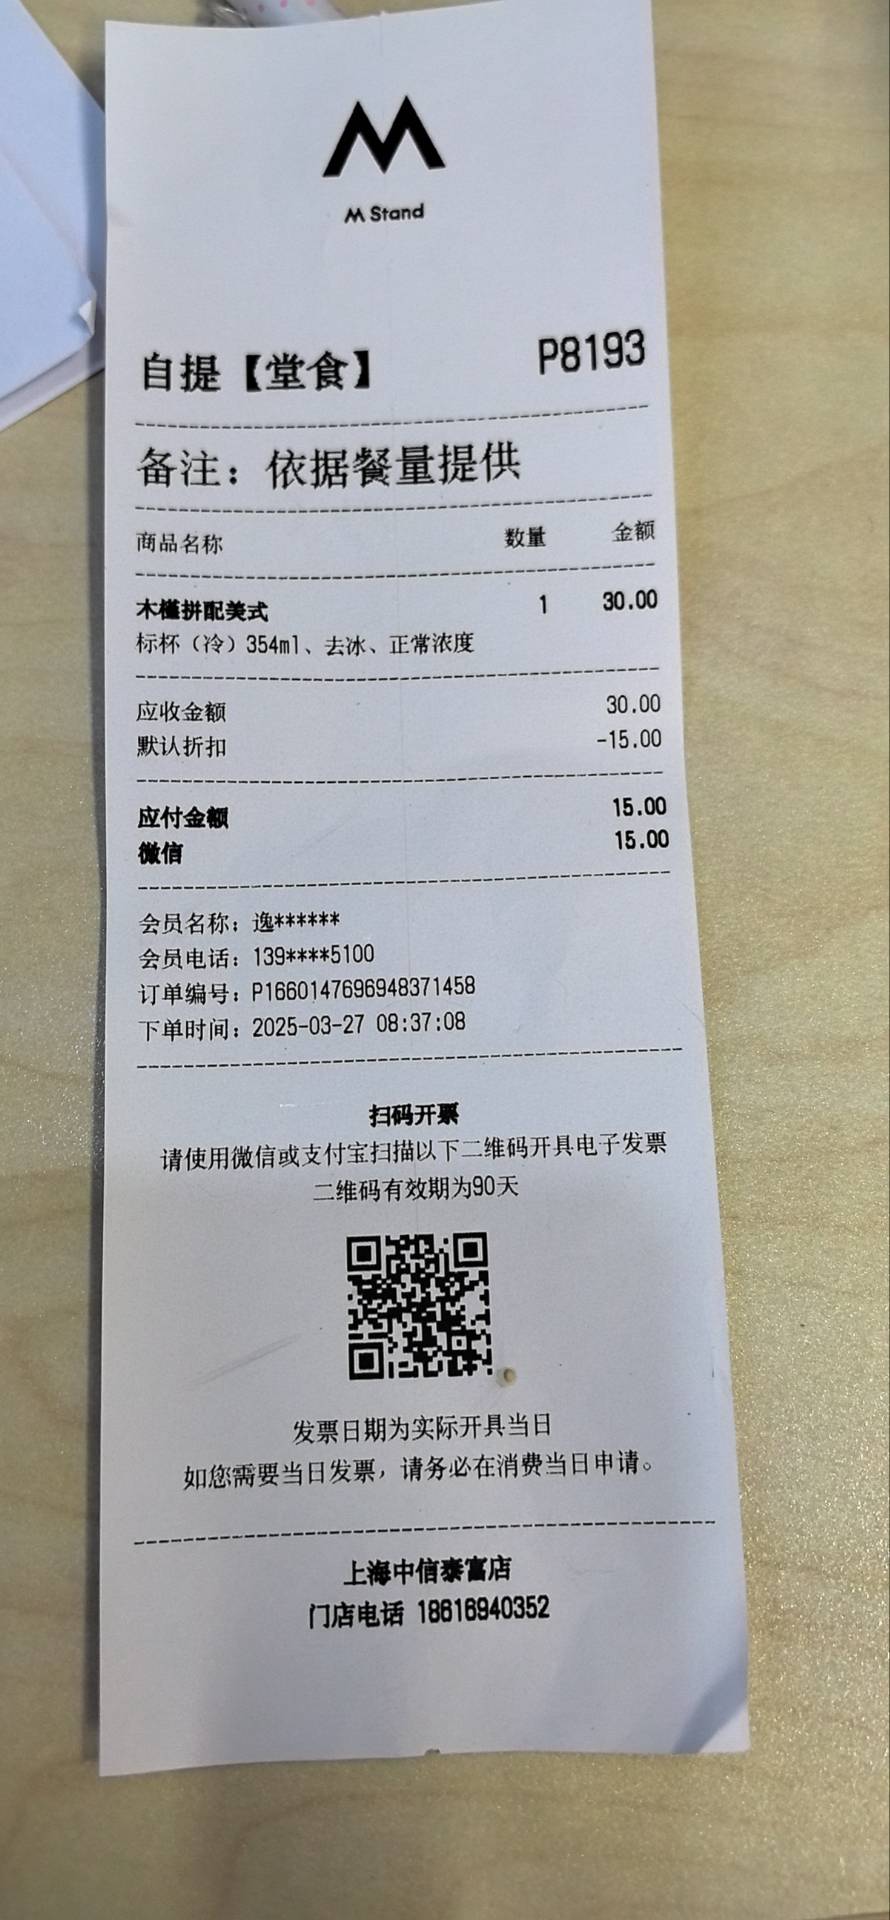 M Stand
自提【堂食】 P8193
备注：依据餐量提供
商品名称 数量 金额
木槿拼配美式 1 30.00
标杯（冷）354ml、去冰、正常浓度
应收金额 30.00
默认折扣 -15.00
应付金额 15.00
微信 15.00
会员名称：逸******
会员电话：139****5100
订单编号：P1660147696948371458
下单时间：2025-03-27 08:37:08
扫码开票
请使用微信或支付宝扫描以下二维码开具电子发票
二维码有效期为90天
发票日期为实际开具当日
如您需要当日发票，请务必在消费当日申请。
上海中信泰富店
门店电话 18616940352